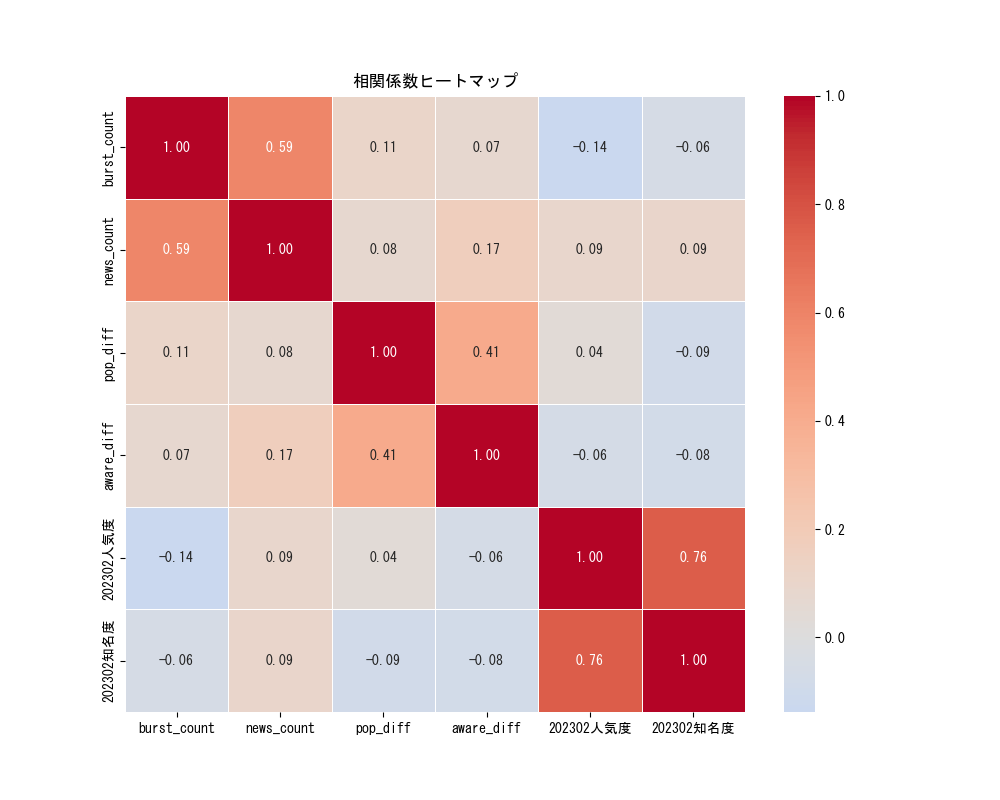 相関係数ヒートマップ
burst_count 1.00 0.59 0.11 0.07 -0.14 -0.06
news_count 0.59 1.00 0.08 0.17 0.09 0.09
pop_diff 0.11 0.08 1.00 0.41 0.04 -0.09
aware_diff 0.07 0.17 0.41 1.00 -0.06 -0.08
202302人気度 -0.14 0.09 0.04 -0.06 1.00 0.76
202302知名度 -0.06 0.09 -0.09 -0.08 0.76 1.00
burst_count news_count pop_diff aware_diff 202302人気度 202302知名度
1.0
0.8
0.6
0.4
0.2
0.0